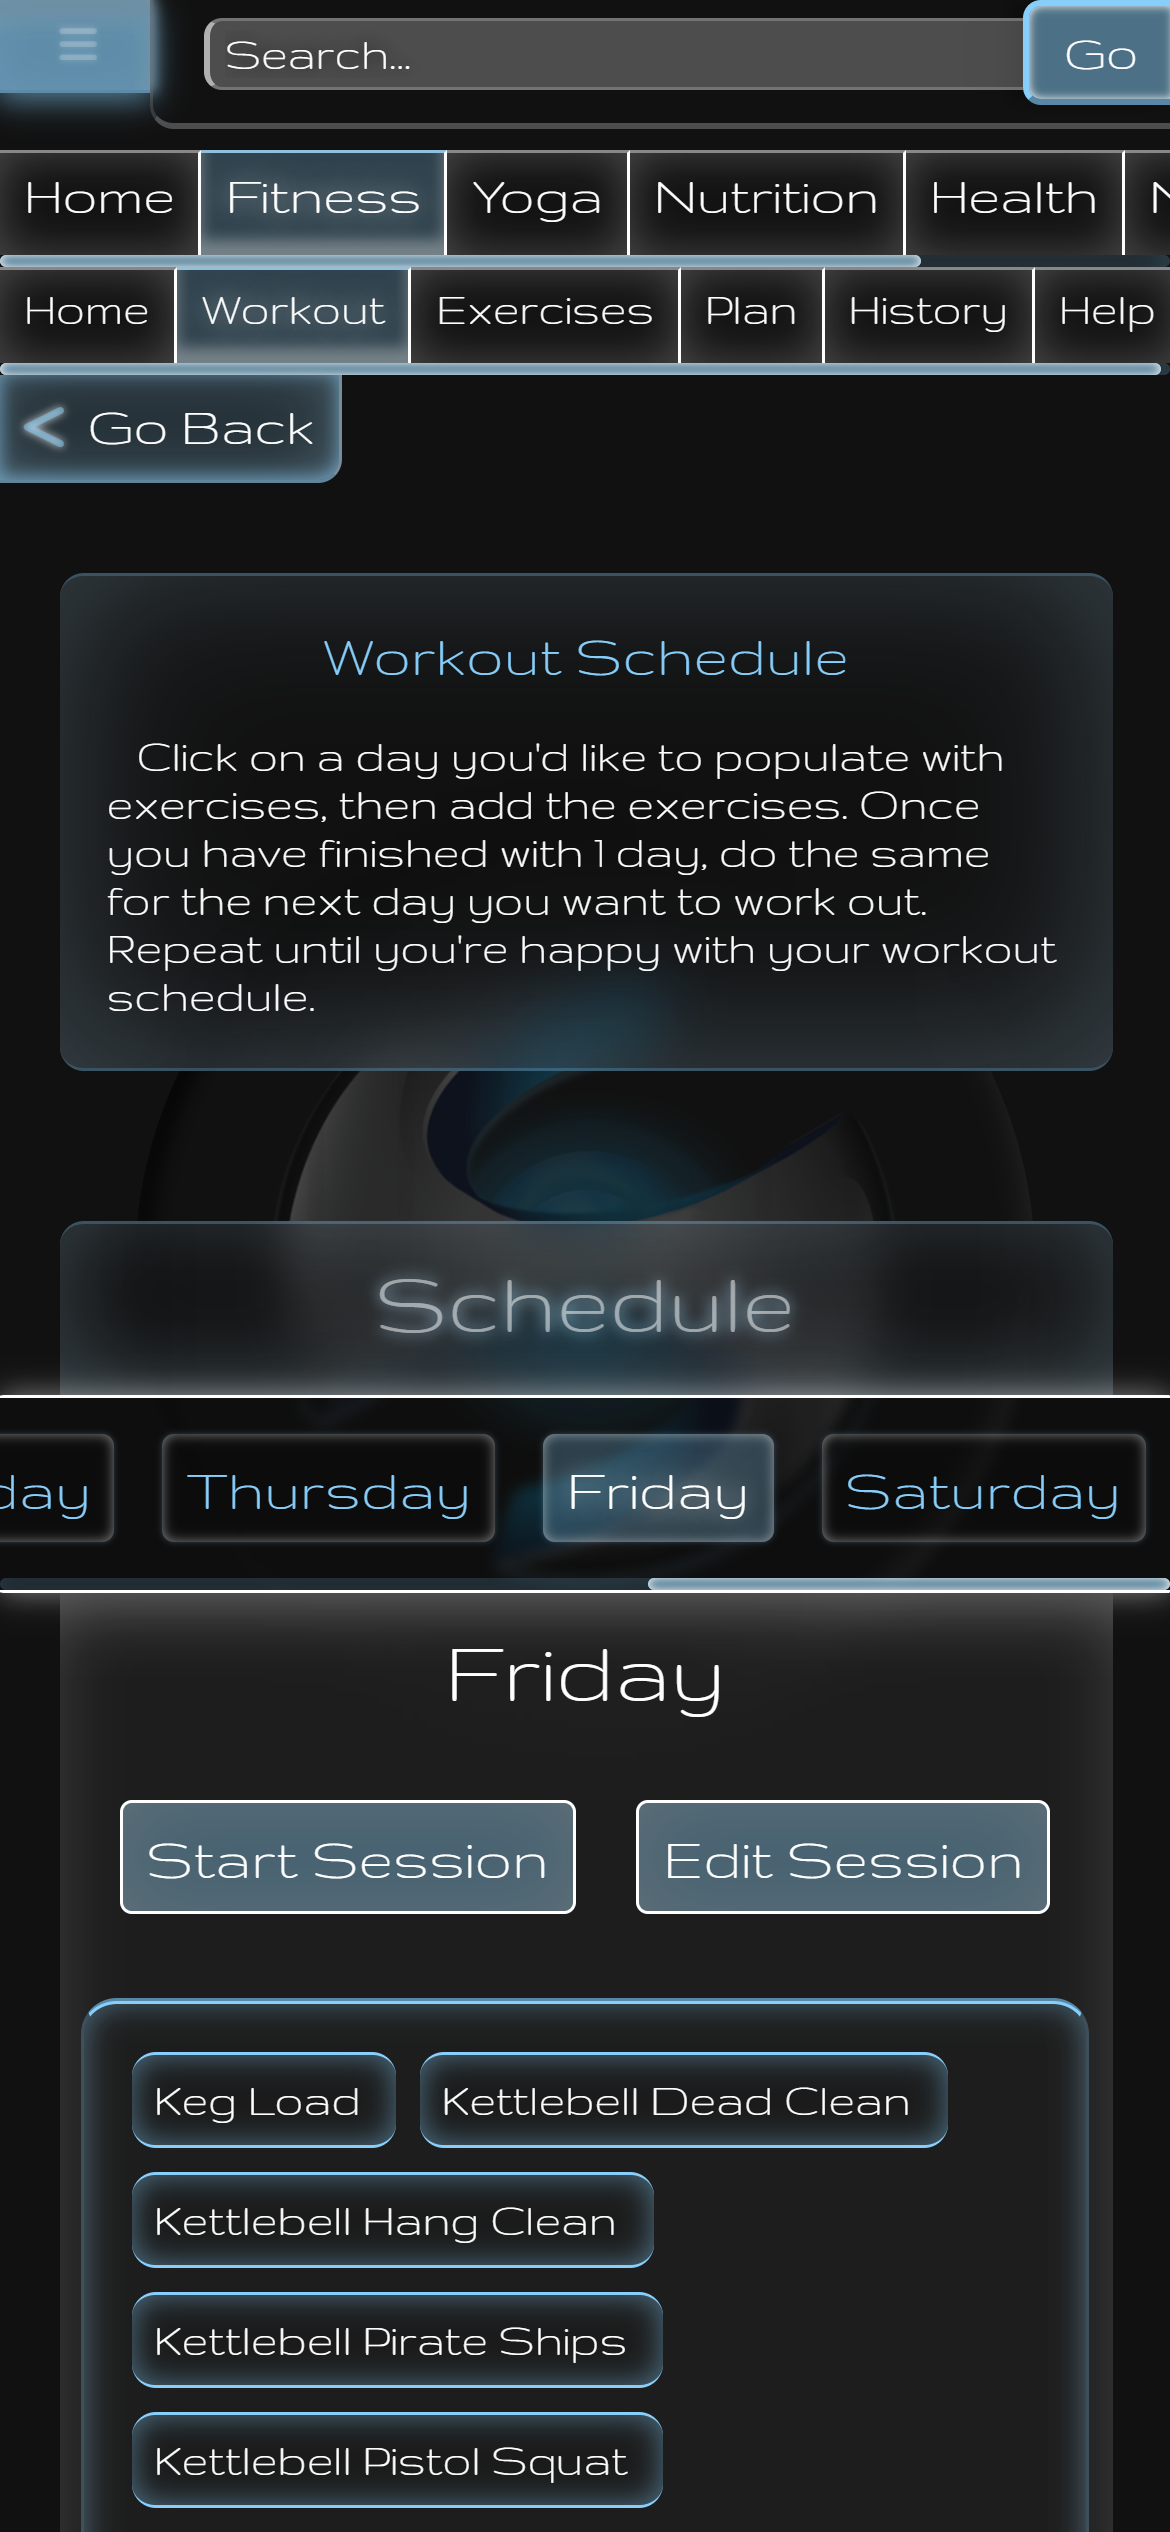 Search...
Go
Home
Fitness
Yoga
Nutrition
Health
Home
Workout
Exercises
Plan
History
Help
< Go Back
Workout Schedule
Click on a day you'd like to populate with
exercises, then add the exercises. Once
you have finished with 1 day, do the same
for the next day you want to work out.
Repeat until you're happy with your workout
schedule.
Schedule
day
Thursday
Friday
Saturday
Friday
Start Session
Edit Session
Keg Load
Kettlebell Dead Clean
Kettlebell Hang Clean
Kettlebell Pirate Ships
Kettlebell Pistol Squat